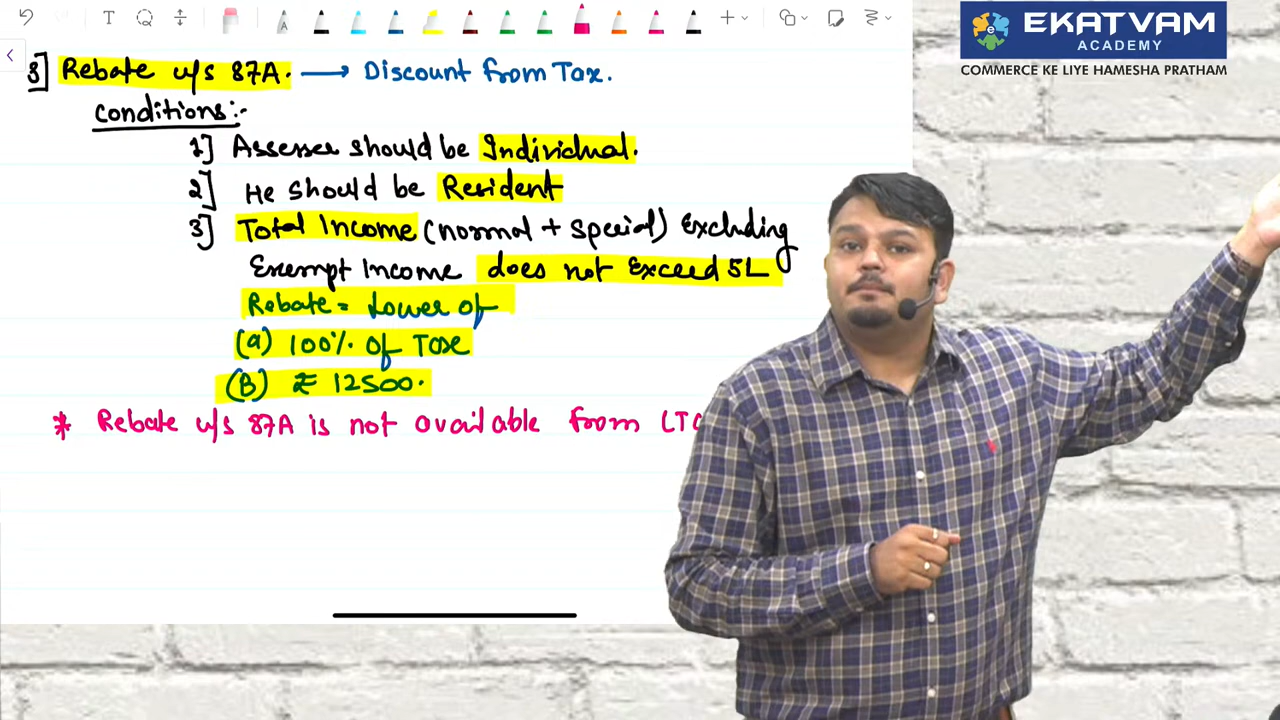 EKATVAM
ACADEMY
COMMERCE KE LIYE HAMESHA PRATHAM
3] Rebate u/s 87A. → Discount from Tax.
Conditions:-
1] Assessee should be Individual.
2] He should be Resident
3] Total Income (normal + special) Excluding
Exempt Income does not Exceed 5L
Rebate = Lower of
(a) 100% of Tax
(B) ₹ 12500.
* Rebate u/s 87A is not available from